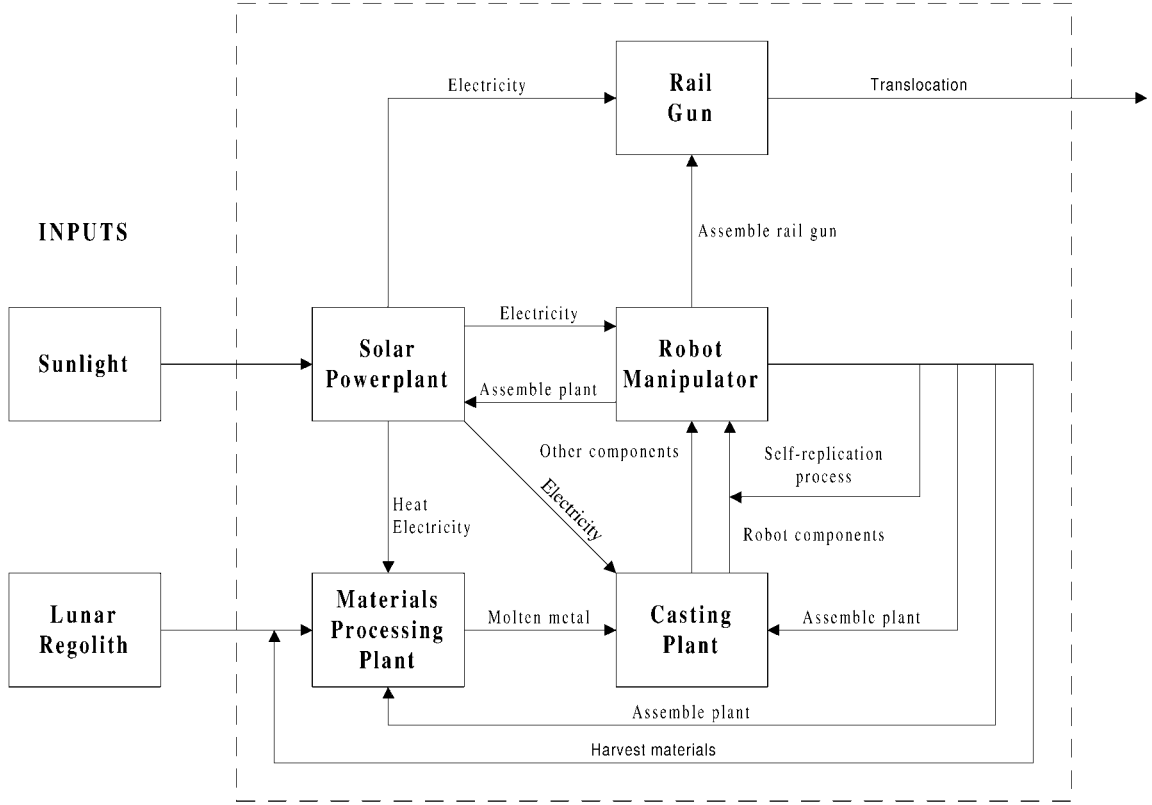 Electricity
Rail
Gun
Translocation
INPUTS
Assemble rail gun
Sunlight
Solar
Powerplant
Electricity
Assemble plant
Robot
Manipulator
Other components
Self-replication
process
Heat
Electricity
Electricity
Robot components
Lunar
Regolith
Materials
Processing
Plant
Molten metal
Casting
Plant
Assemble plant
Assemble plant
Harvest materials